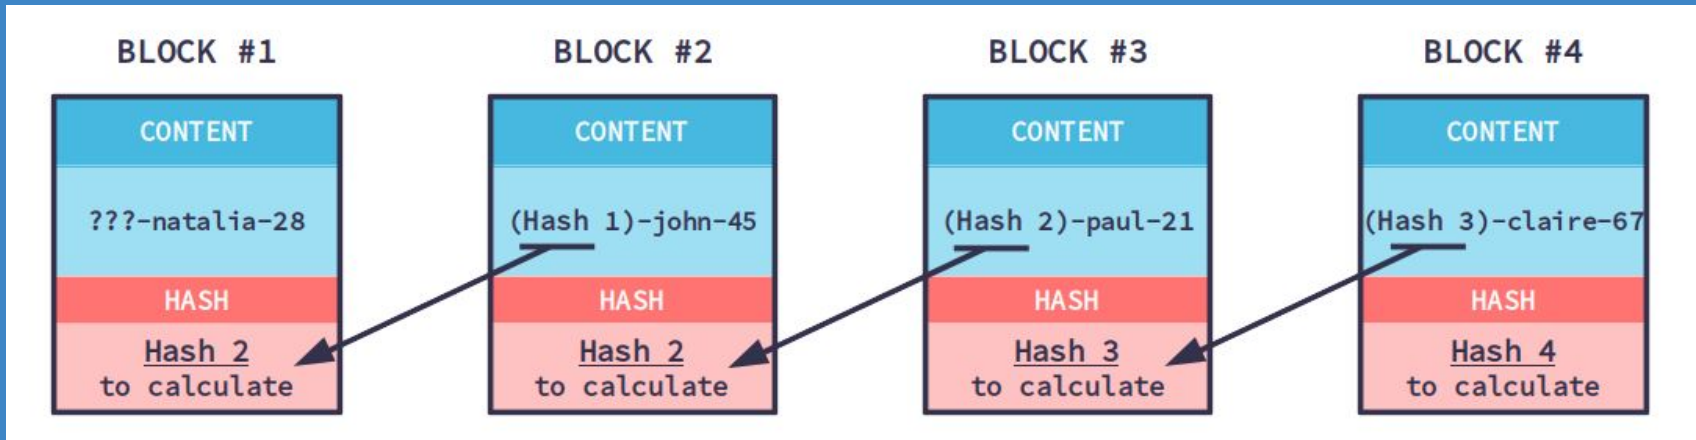 BLOCK #1
CONTENT
???-natalia-28
HASH
Hash 2
to calculate
BLOCK #2
CONTENT
(Hash 1)-john-45
HASH
Hash 2
to calculate
BLOCK #3
CONTENT
(Hash 2)-paul-21
HASH
Hash 3
to calculate
BLOCK #4
CONTENT
(Hash 3)-claire-67
HASH
Hash 4
to calculate